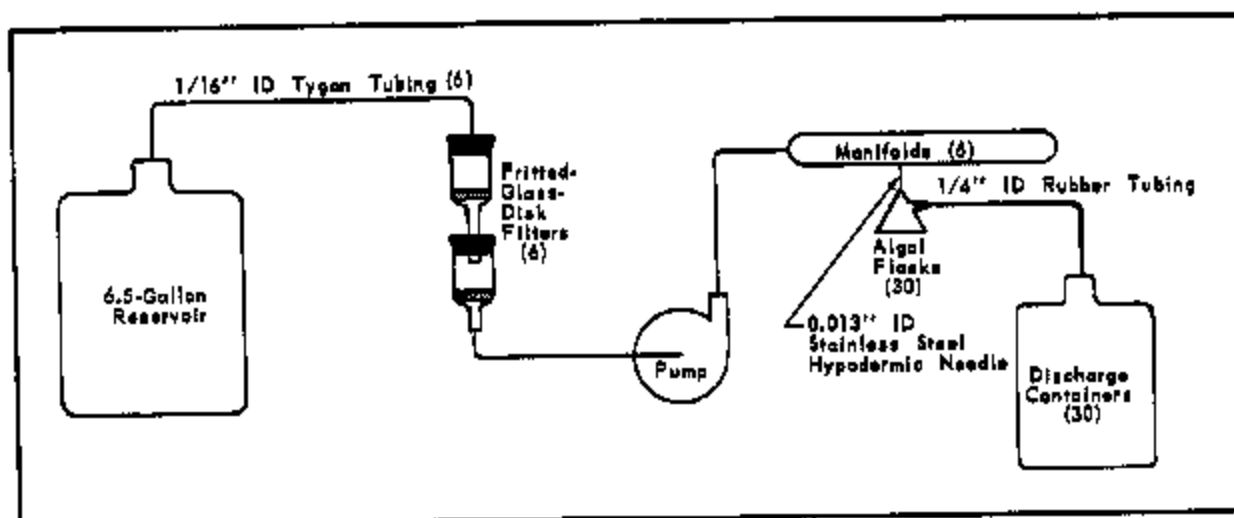 1/16" ID Tygon Tubing (6)
Fritted-
Glass-
Disk
Filters
(6)
6.5-Gallon
Reservoir
Pump
Manifolds (6)
1/4" ID Rubber Tubing
Algal
Flasks
(30)
0.013" ID
Stainless Steel
Hypodermic Needle
Discharge
Containers
(30)